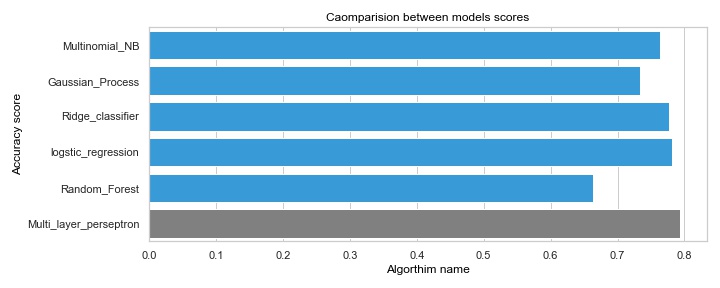 Caomparision between models scores
Accuracy score
Multinomial_NB
Gaussian_Process
Ridge_classifier
logstic_regression
Random_Forest
Multi_layer_perseptron
0.0 0.1 0.2 0.3 0.4 0.5 0.6 0.7 0.8
Algorthim name